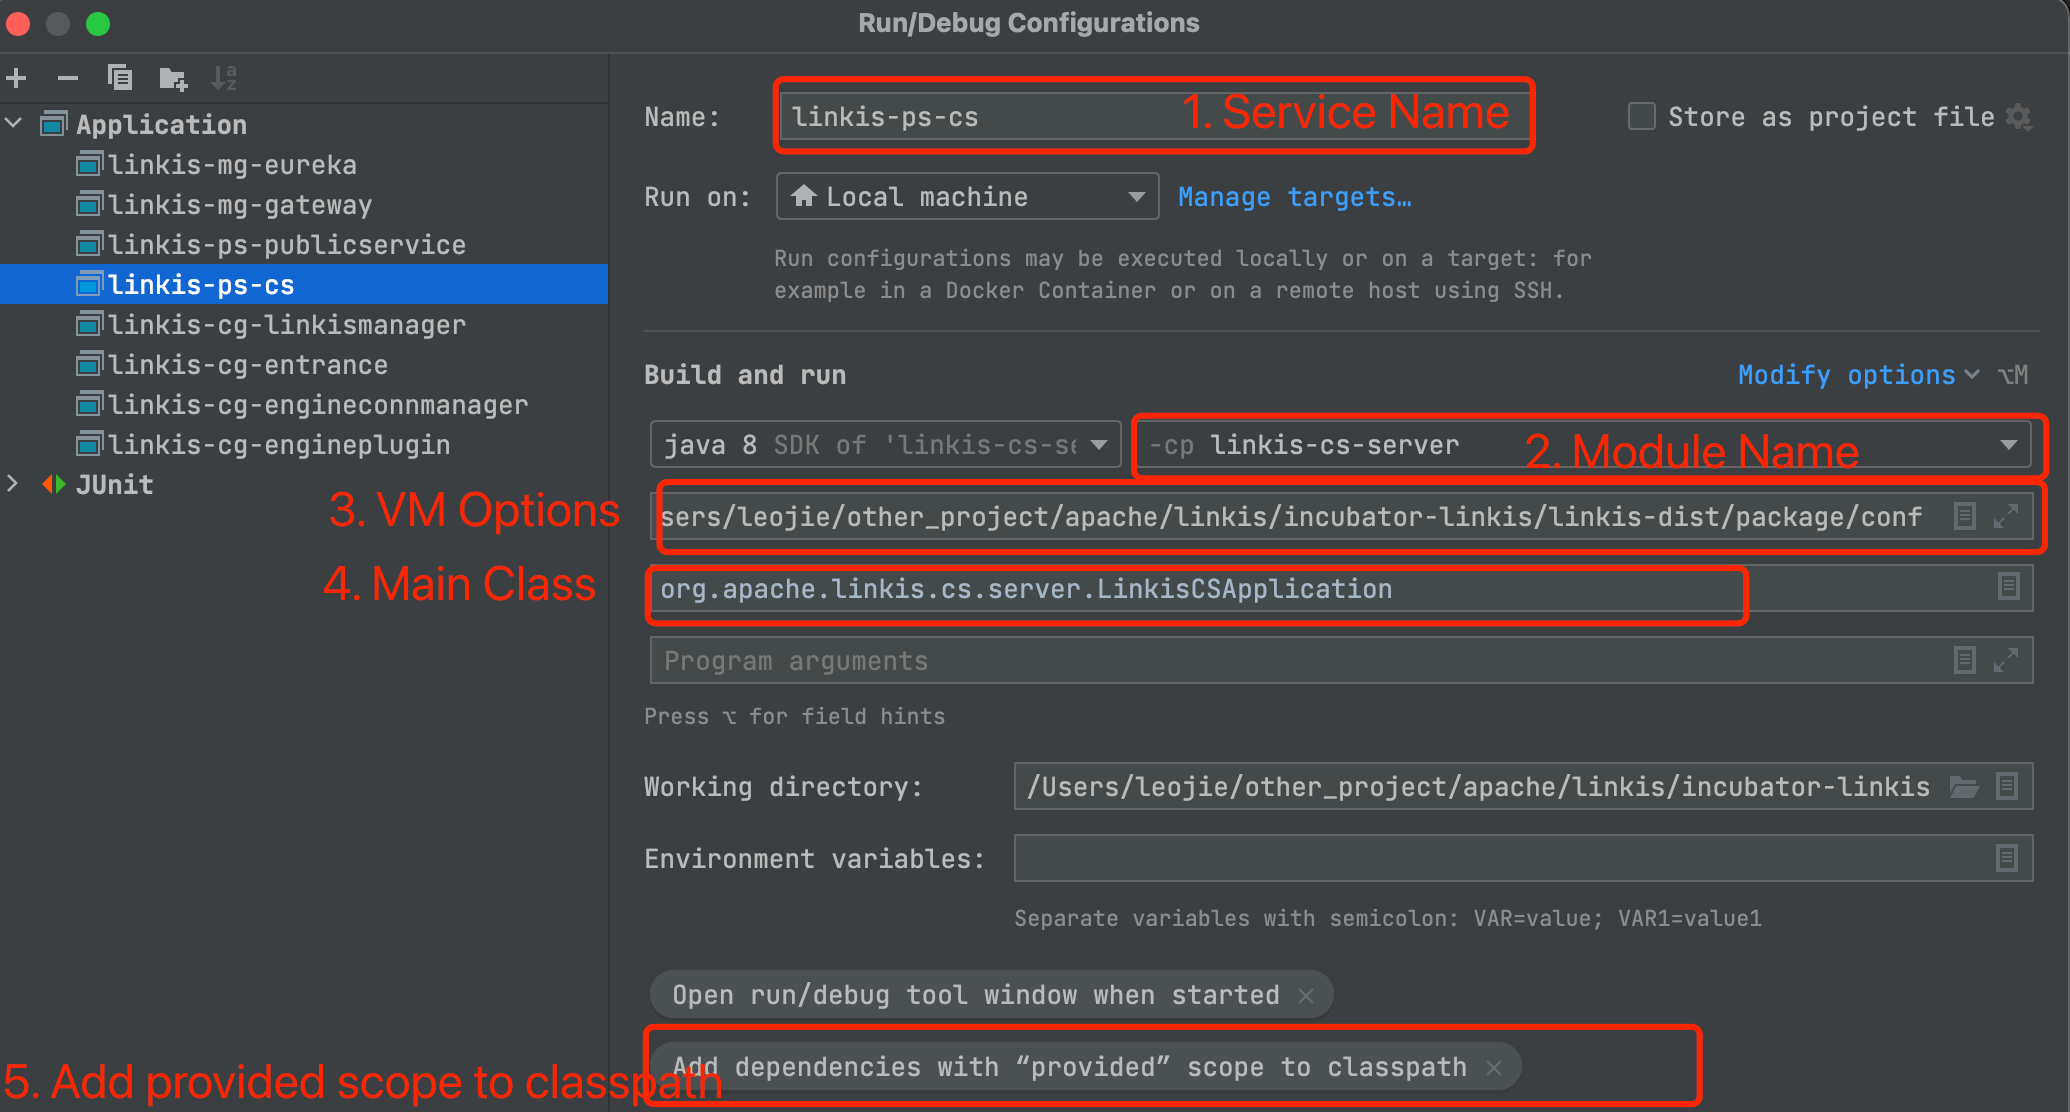 Run/Debug Configurations
Application
linkis-mg-eureka
linkis-mg-gateway
linkis-ps-publicservice
linkis-ps-cs
linkis-cg-linkismanager
linkis-cg-entrance
linkis-cg-engineconnmanager
linkis-cg-engineplugin
JUnit
Name: linkis-ps-cs 1. Service Name Store as project file
Run on: Local machine Manage targets…
Run configurations may be executed locally or on a target: for
example in a Docker Container or on a remote host using SSH.
Build and run Modify options ⌥M
java 8 SDK of 'linkis-cs-se -cp linkis-cs-server 2. Module Name
3. VM Options sers/leojie/other_project/apache/linkis/incubator-linkis/linkis-dist/package/conf
4. Main Class org.apache.linkis.cs.server.LinkisCSApplication
Program arguments
Press ⌥ for field hints
Working directory: /Users/leojie/other_project/apache/linkis/incubator-linkis
Environment variables:
Separate variables with semicolon: VAR=value; VAR1=value1
Open run/debug tool window when started ×
Add dependencies with “provided” scope to classpath ×
5. Add provided scope to classpath